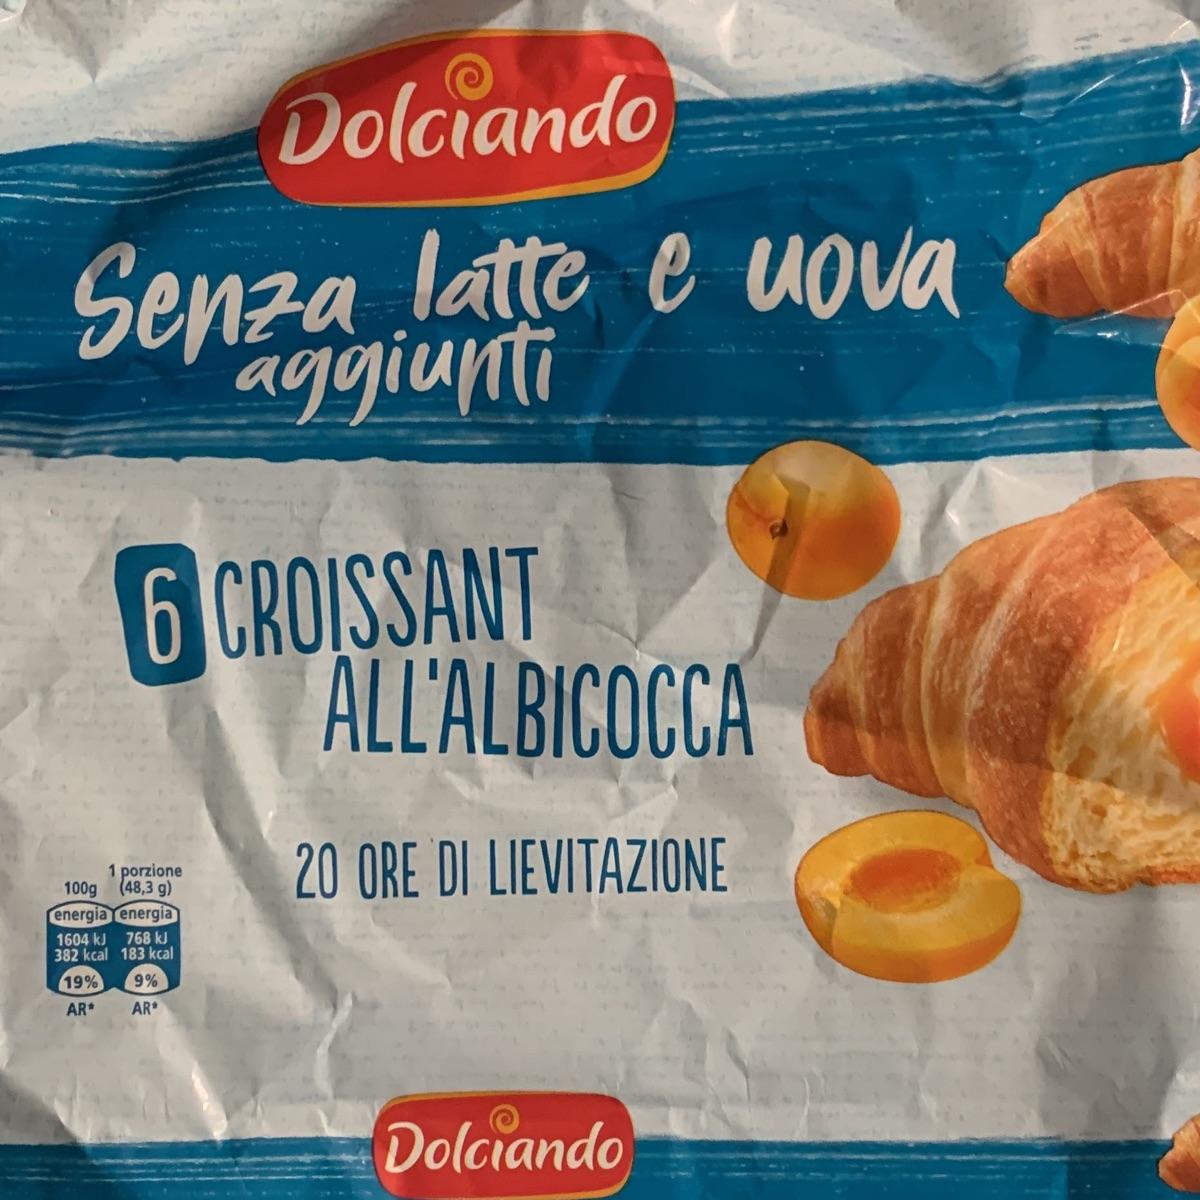 Dolciando
Senza latte e uova
aggiunti
6 CROISSANT
ALL'ALBICOCCA
20 ORE DI LIEVITAZIONE
100g 1 porzione (48,3 g)
energia energia
1604 kJ 768 kJ
382 kcal 183 kcal
19% 9%
AR* AR*
Dolciando